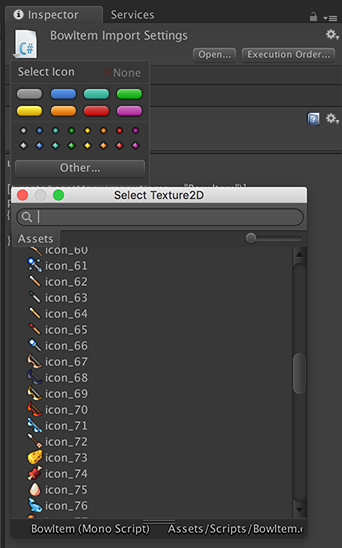 Inspector
Services
BowItem Import Settings
C#
Open...
Execution Order...
Select Icon
None
Other...
Select Texture2D
Assets
icon_60
icon_61
icon_62
icon_63
icon_64
icon_65
icon_66
icon_67
icon_68
icon_69
icon_70
icon_71
icon_72
icon_73
icon_74
icon_75
icon_76
BowItem (Mono Script)
Assets/Scripts/BowItem.c